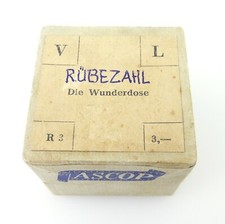 V L
RÜBEZAHL
Die Wunderdose
R 3 3,—
ASCO